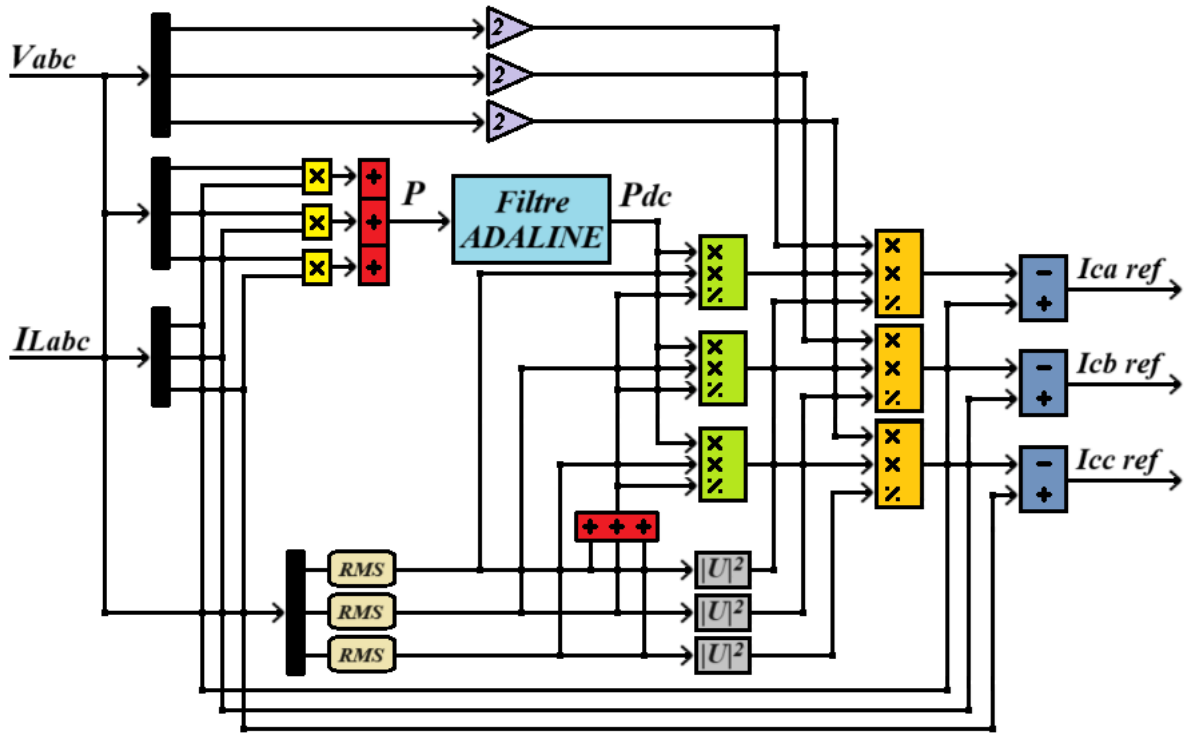 2
Vabc
2
2
×
+
P
Filtre
ADALINE
Pdc
×
+
×
+
×
×
٪
×
×
٪
−
+
Ica ref
ILabc
×
×
٪
×
×
٪
−
+
Icb ref
×
×
٪
×
×
٪
−
+
Icc ref
+ + +
RMS
|U|²
RMS
|U|²
RMS
|U|²